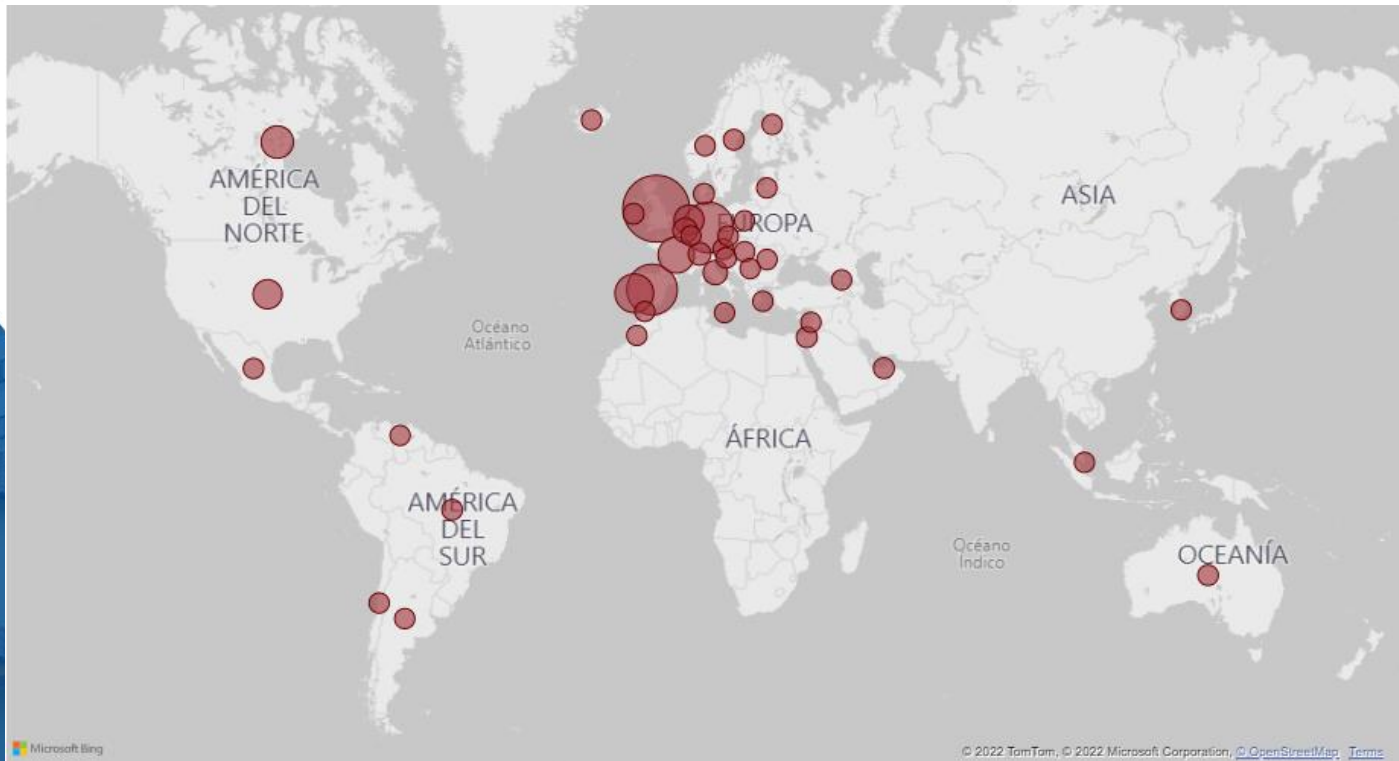 AMÉRICA
DEL
NORTE
EUROPA
ASIA
Océano
Atlántico
ÁFRICA
AMÉRICA
DEL
SUR
Océano
Índico
OCEANÍA
Microsoft Bing
© 2022 TomTom, © 2022 Microsoft Corporation, © OpenStreetMap Terms